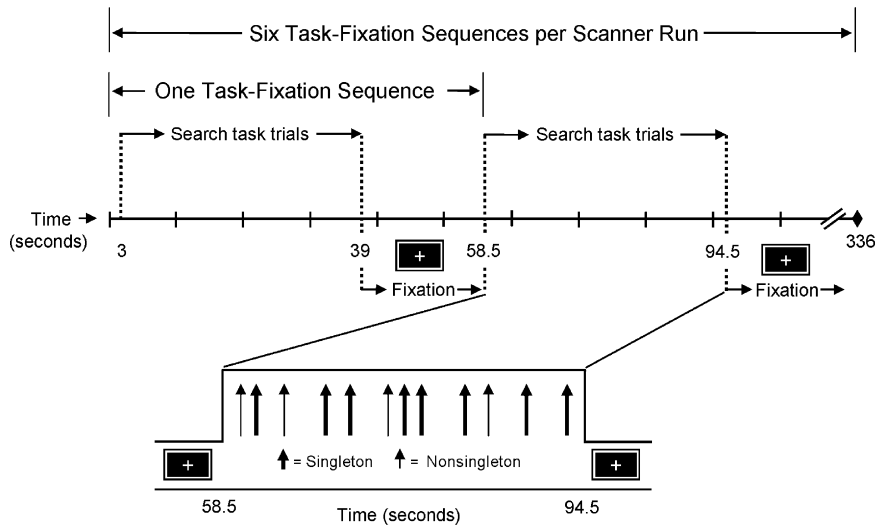 Six Task-Fixation Sequences per Scanner Run
One Task-Fixation Sequence
Search task trials
Search task trials
Time
(seconds)
3
39
58.5
94.5
336
Fixation
Fixation
= Singleton
= Nonsingleton
58.5
94.5
Time (seconds)